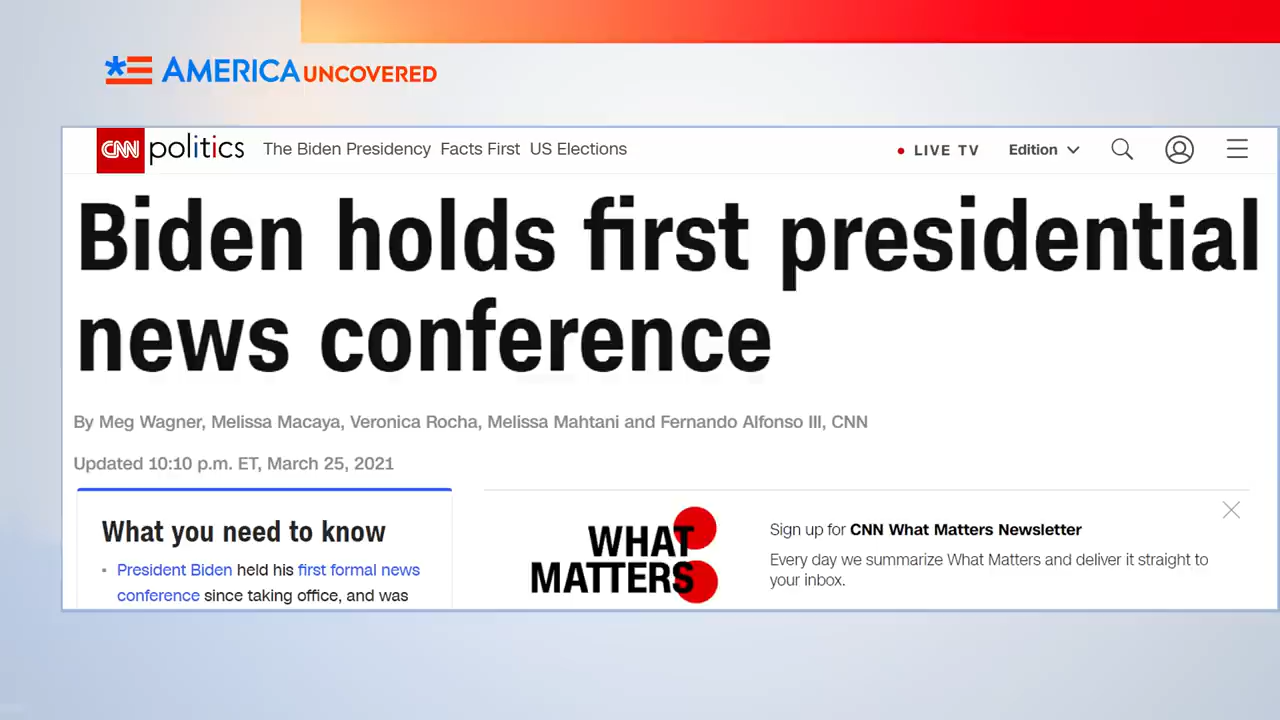 AMERICA UNCOVERED
CNN politics The Biden Presidency Facts First US Elections LIVE TV Edition
Biden holds first presidential
news conference
By Meg Wagner, Melissa Macaya, Veronica Rocha, Melissa Mahtani and Fernando Alfonso III, CNN
Updated 10:10 p.m. ET, March 25, 2021
What you need to know
• President Biden held his first formal news
conference since taking office, and was
WHAT
MATTERS
Sign up for CNN What Matters Newsletter
Every day we summarize What Matters and deliver it straight to
your inbox.